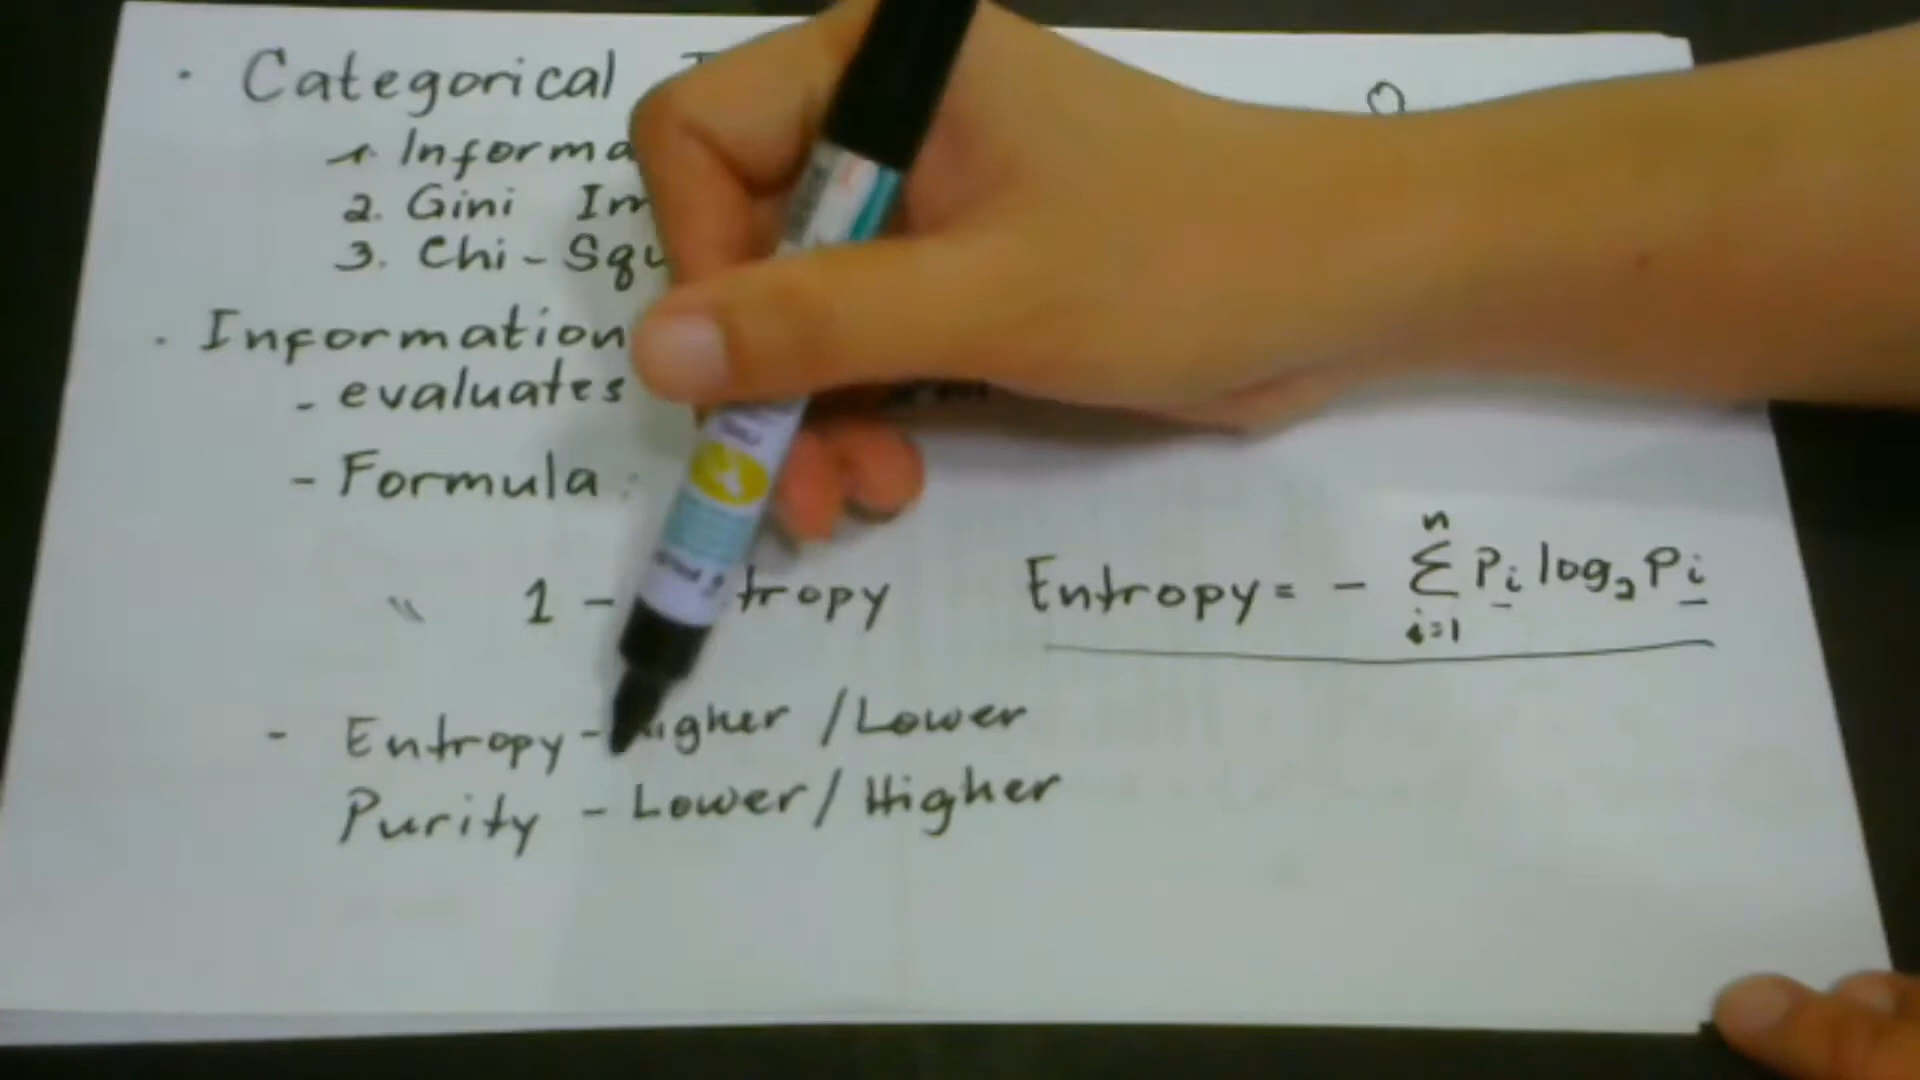 · Categorical
1. Informa
2. Gini Im
3. Chi-Squ
· Information
- evaluates
- Formula:
1 - tropy Entropy = - n Σ i=1 Pi log2 Pi
- Entropy - Higher / Lower
Purity - Lower / Higher